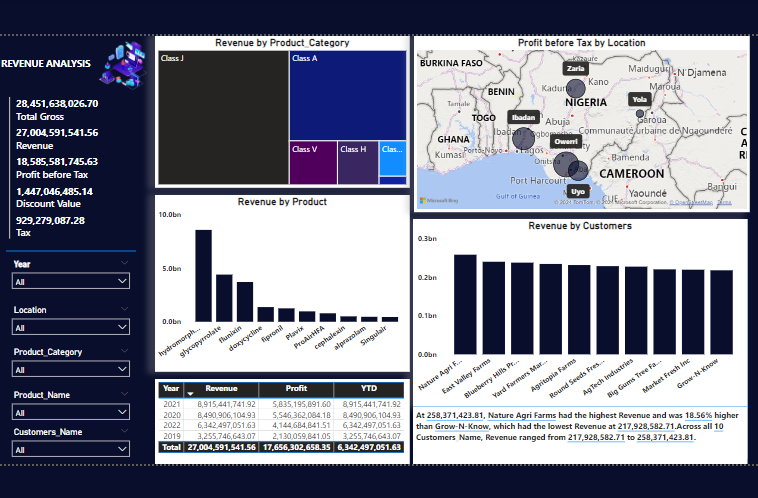 REVENUE ANALYSIS
28,451,638,026.70
Total Gross
27,004,591,541.56
Revenue
18,585,581,745.63
Profit before Tax
1,447,046,485.14
Discount Value
929,279,087.28
Tax
Year
All
Location
All
Product_Category
All
Product_Name
All
Customers_Name
All
Revenue by Product_Category
Class J
Class A
Class V
Class H
Clas...
Revenue by Product
10.0bn
5.0bn
0.0bn
hydromorph...
glycopyrrolate
flunixin
doxycycline
fipronil
Plavix
ProAirHFA
cephalexin
alprazolam
Singulair
Year Revenue Profit YTD
2021 8,915,441,741.92 5,835,195,891.60 8,915,441,741.92
2020 8,490,906,104.93 5,546,362,084.18 8,490,906,104.93
2022 6,342,497,051.63 4,144,684,841.51 6,342,497,051.63
2019 3,255,746,643.07 2,130,059,841.05 3,255,746,643.07
Total 27,004,591,541.56 17,656,302,658.35 6,342,497,051.63
Profit before Tax by Location
BURKINA FASO
Zaria
Kano
Maiduguri
N'Djamena
Maroua
Kaduna
BENIN
NIGERIA
Yola
Tamale
TOGO
Abuja
Garoua
Ibadan
Ibadan
Ogbomosho
Communauté urbaine de Ngaoundéré
GHANA
Kumasi
Porto-Novo
Lagos
Owerri
Onitsha
Bamenda
CAMEROON
Port Harcourt
Uyo
Yaoundé
Bangui
Gulf of Guinea
Microsoft Bing
© 2024 TomTom, © 2024 Microsoft Corporation, © OpenStreetMap Terms
Revenue by Customers
0.3bn
0.2bn
0.1bn
0.0bn
Nature Agri F...
East Valley Farms
Blueberry Hills Pr...
Yard Farmers Mar...
Agritopia Farms
Round Seeds Fres...
AgTech Industries
Big Gums Tree Fa...
Market Fresh Inc
Grow-N-Know
At 258,371,423.81, Nature Agri Farms had the highest Revenue and was 18.56% higher
than Grow-N-Know, which had the lowest Revenue at 217,928,582.71.Across all 10
Customers_Name, Revenue ranged from 217,928,582.71 to 258,371,423.81.